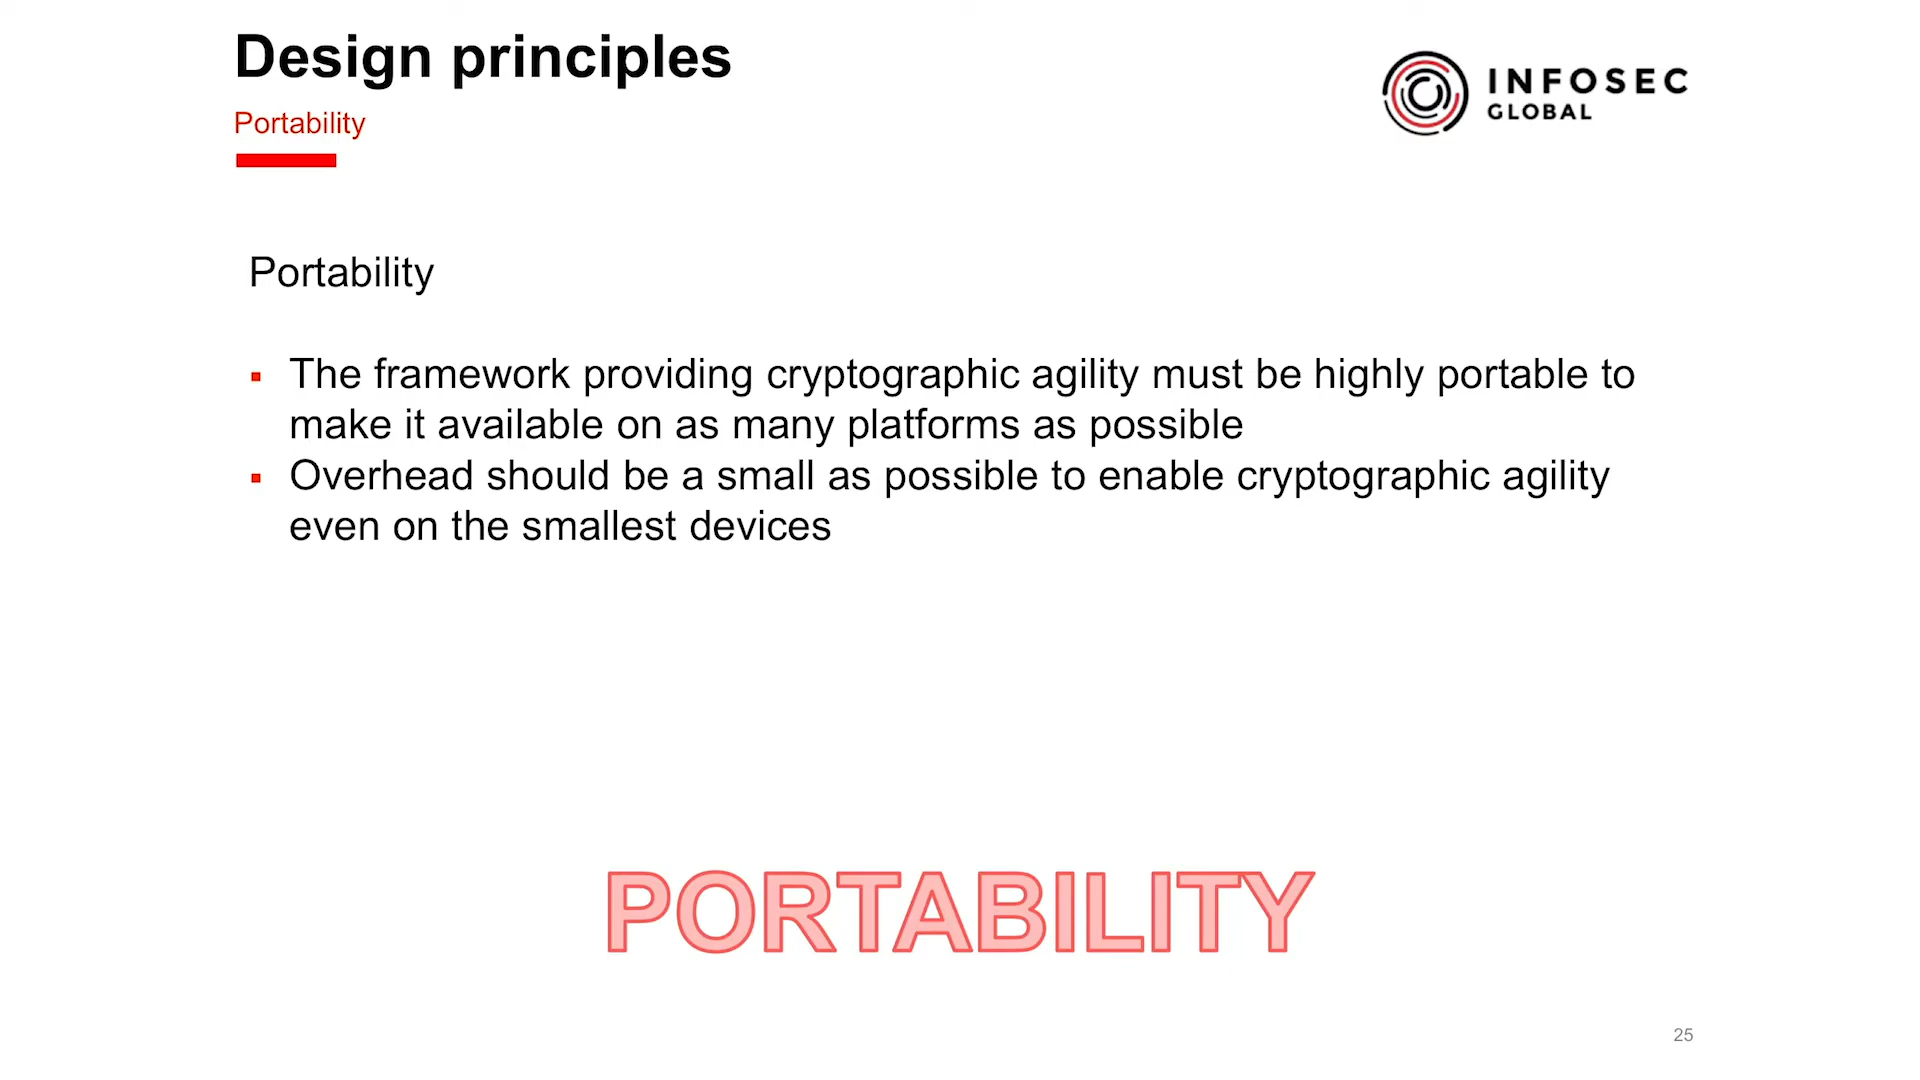 Design principles
Portability
INFOSEC
GLOBAL
Portability
▪ The framework providing cryptographic agility must be highly portable to
make it available on as many platforms as possible
▪ Overhead should be a small as possible to enable cryptographic agility
even on the smallest devices
PORTABILITY
25